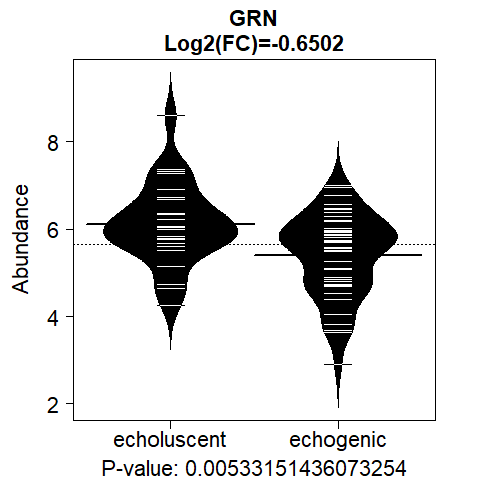 GRN
Log2(FC)=-0.6502
Abundance
8
6
4
2
echoluscent echogenic
P-value: 0.00533151436073254